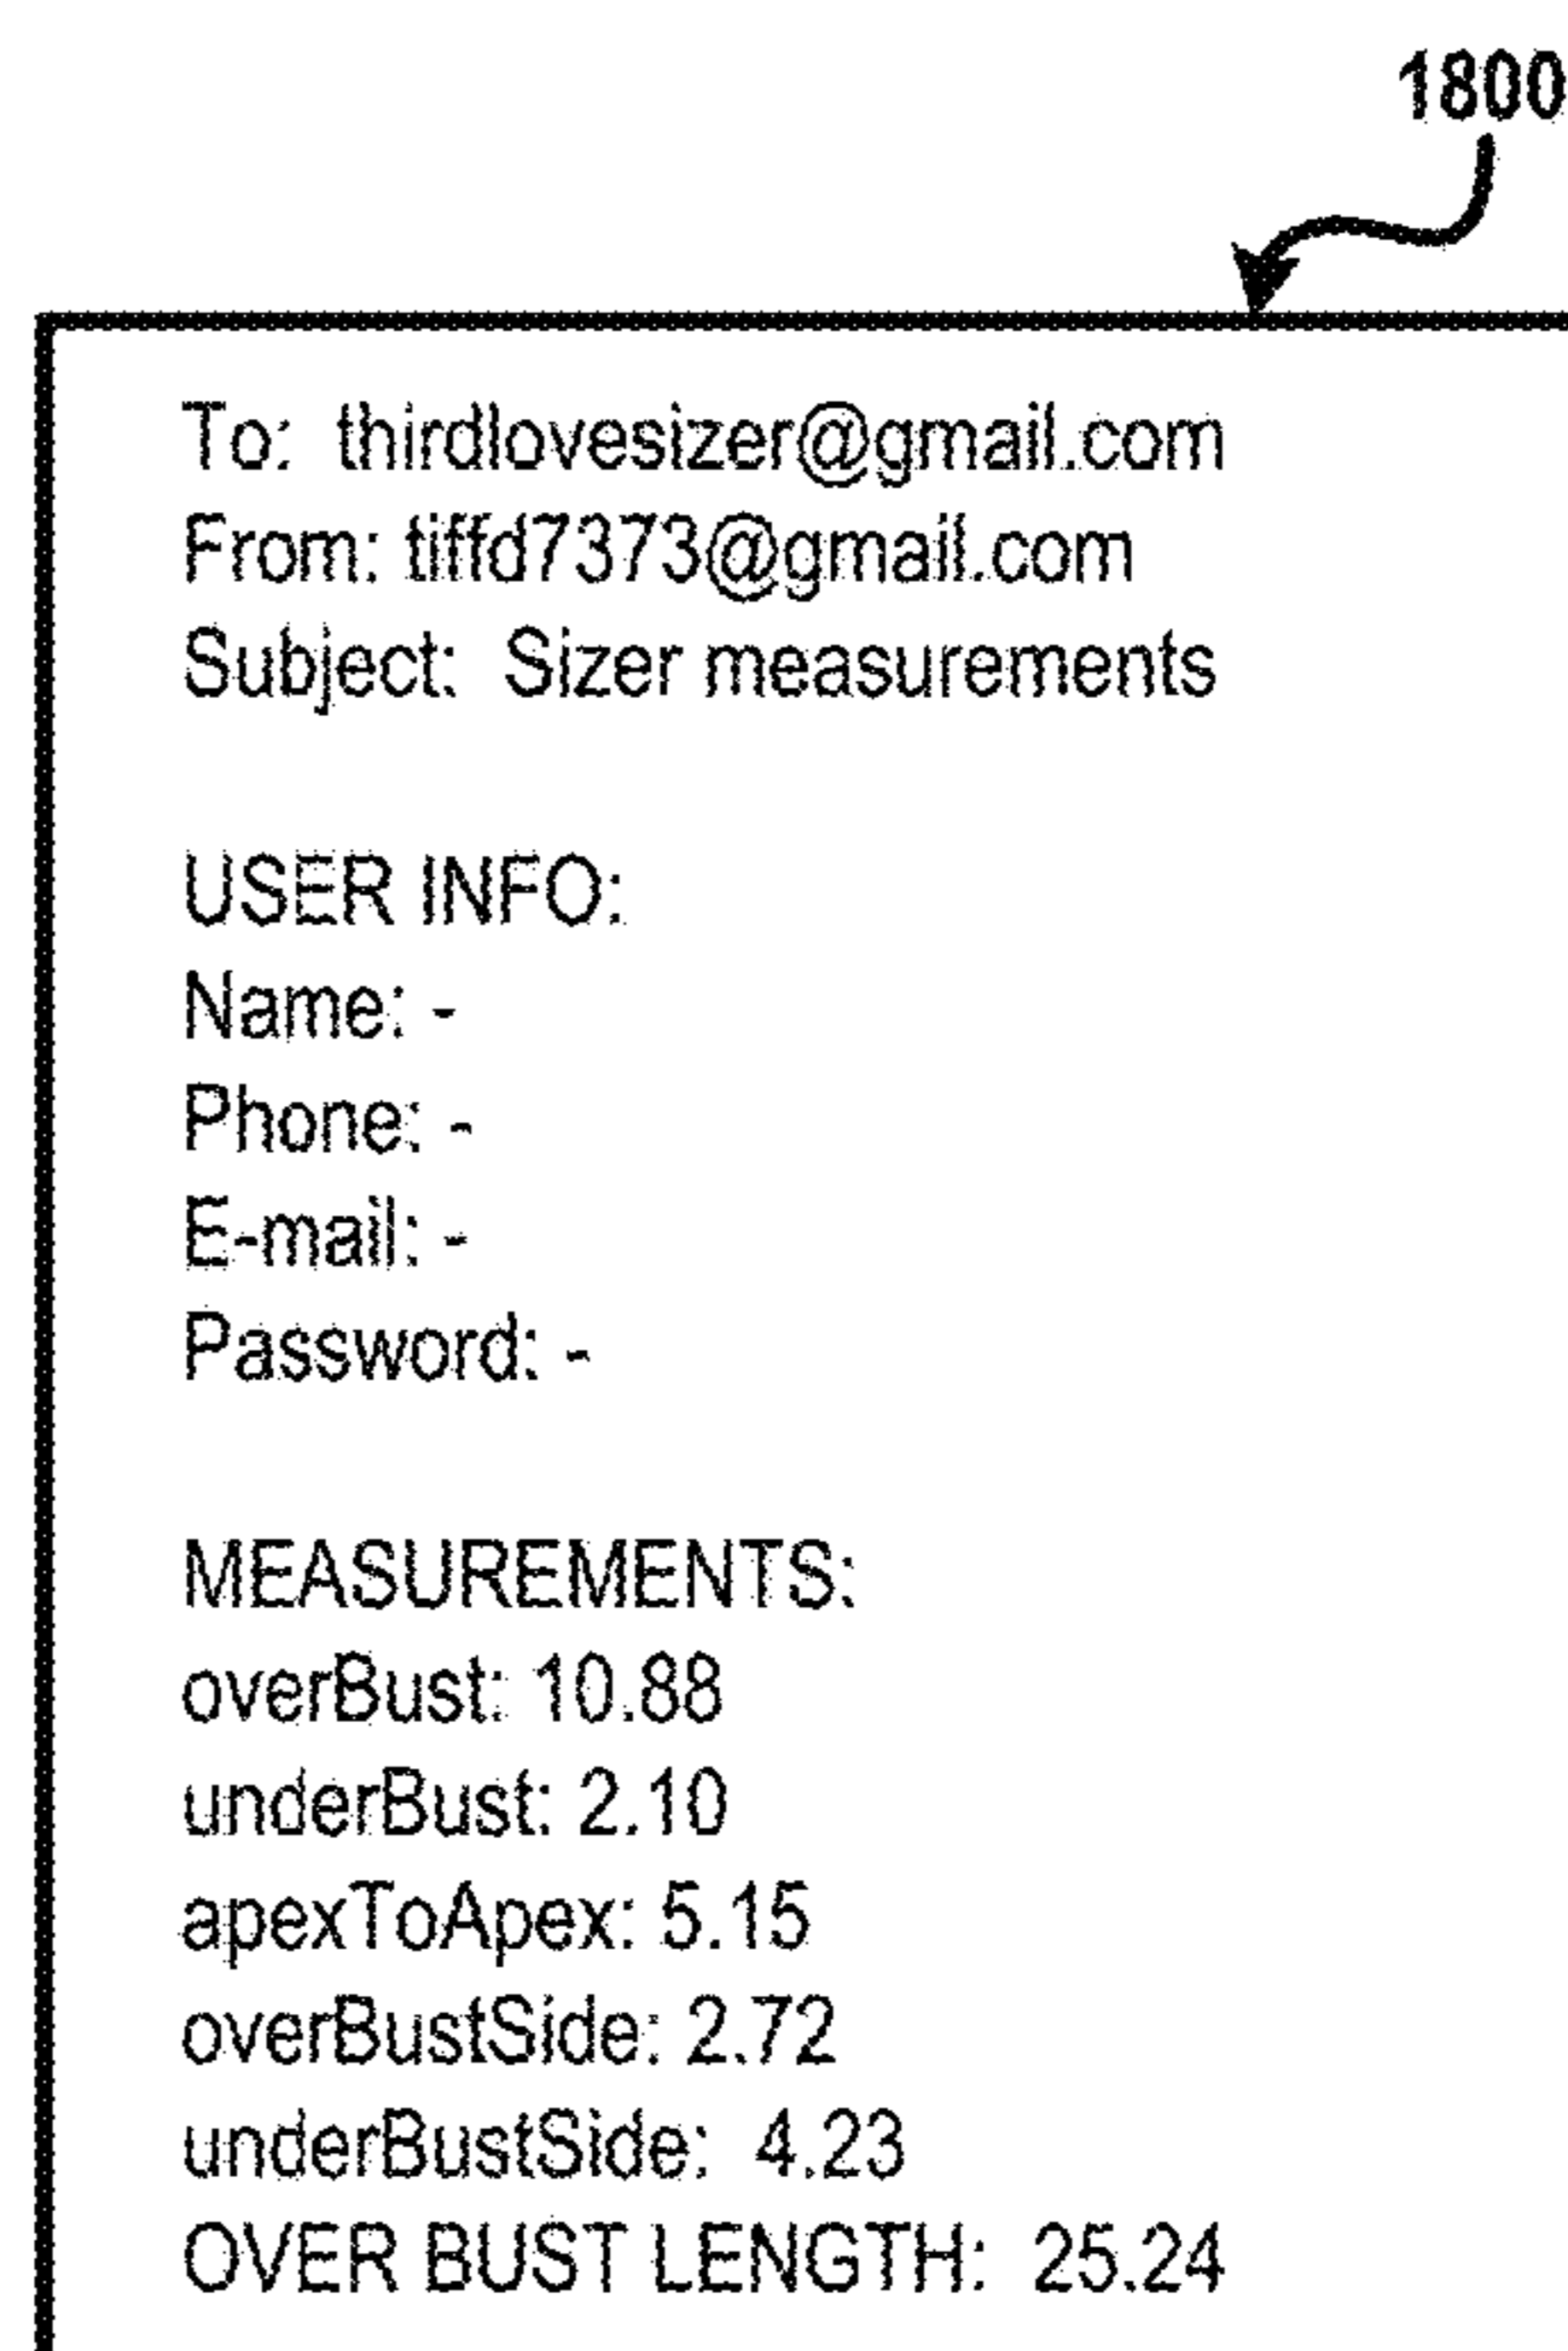 1800
To: thirdlovesizer@gmail.com
From: tiffd7373@gmail.com
Subject: Sizer measurements
USER INFO:
Name: -
Phone: -
E-mail: -
Password: -
MEASUREMENTS:
overBust: 10.88
underBust: 2.10
apexToApex: 5.15
overBustSide: 2.72
underBustSide: 4.23
OVER BUST LENGTH: 25.24